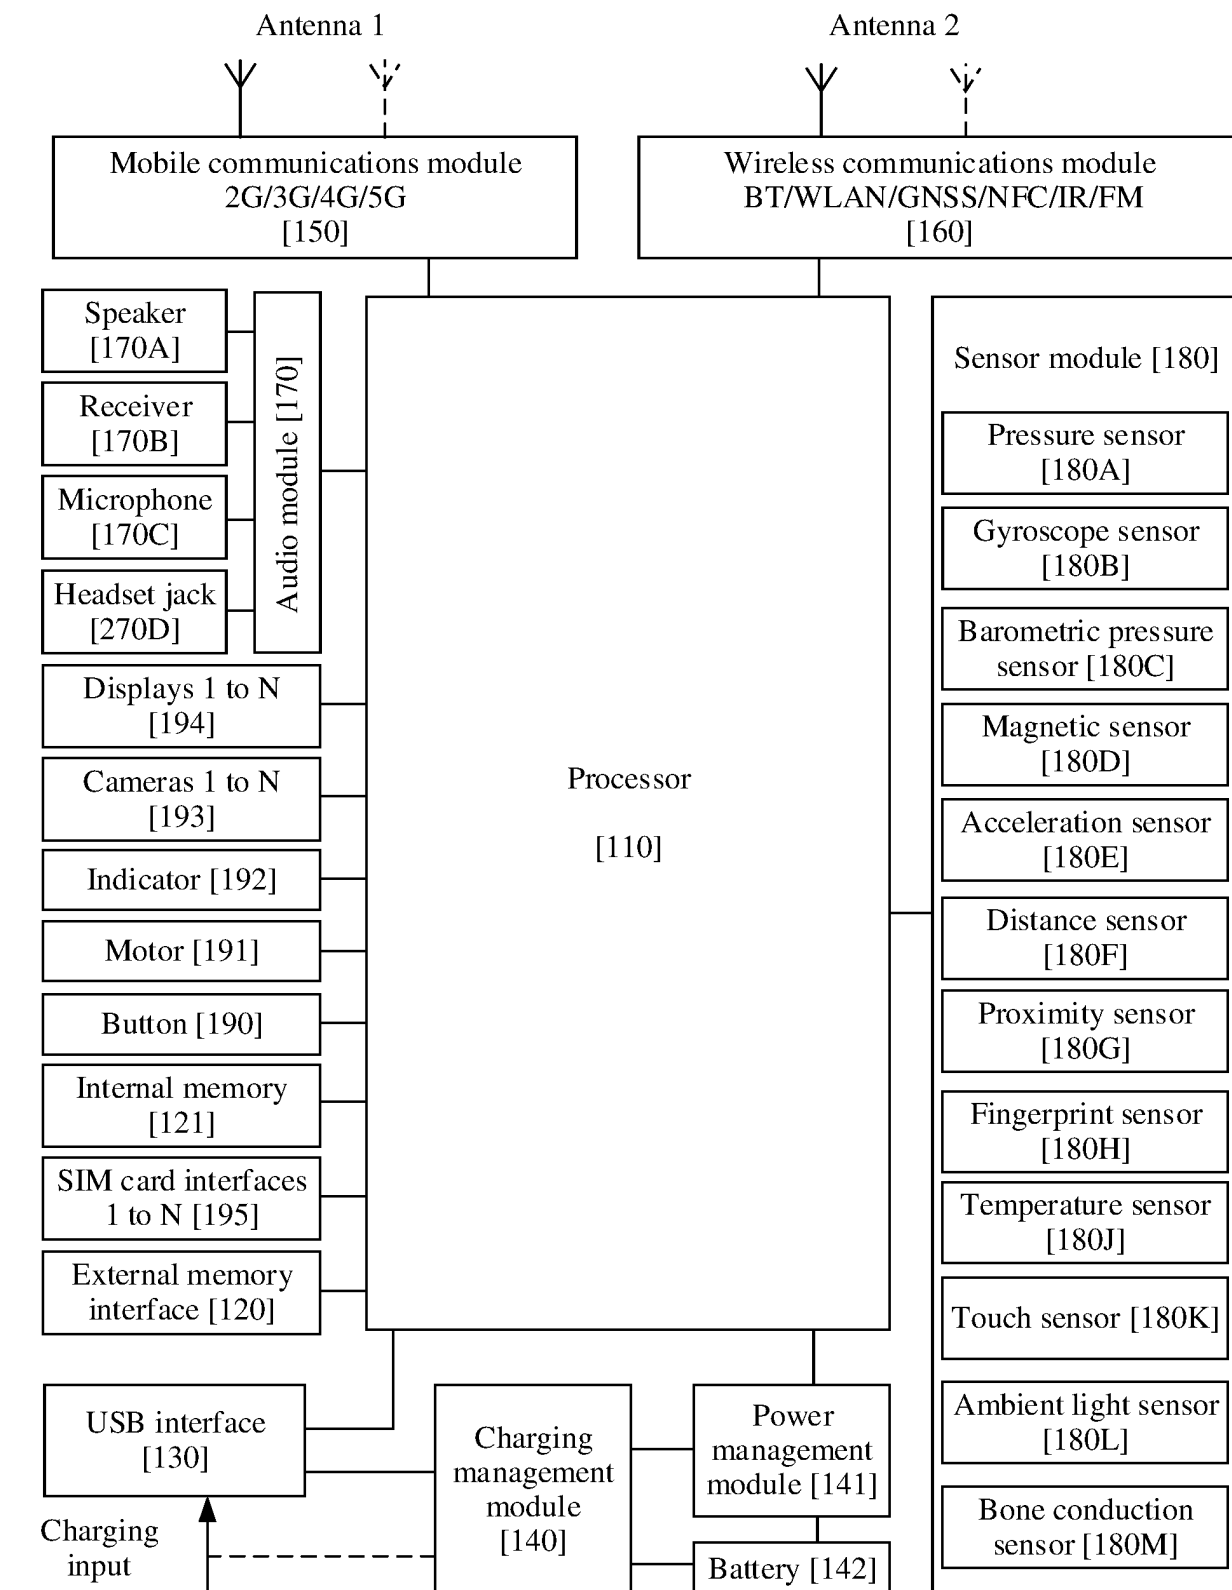 Antenna 1
Antenna 2
Mobile communications module
2G/3G/4G/5G
[150]
Wireless communications module
BT/WLAN/GNSS/NFC/IR/FM
[160]
Speaker
[170A]
Receiver
[170B]
Microphone
[170C]
Headset jack
[270D]
Audio module [170]
Displays 1 to N
[194]
Cameras 1 to N
[193]
Indicator [192]
Motor [191]
Button [190]
Internal memory
[121]
SIM card interfaces
1 to N [195]
External memory
interface [120]
Processor
[110]
Sensor module [180]
Pressure sensor
[180A]
Gyroscope sensor
[180B]
Barometric pressure
sensor [180C]
Magnetic sensor
[180D]
Acceleration sensor
[180E]
Distance sensor
[180F]
Proximity sensor
[180G]
Fingerprint sensor
[180H]
Temperature sensor
[180J]
Touch sensor [180K]
Ambient light sensor
[180L]
Bone conduction
sensor [180M]
USB interface
[130]
Charging
input
Charging
management
module
[140]
Power
management
module [141]
Battery [142]